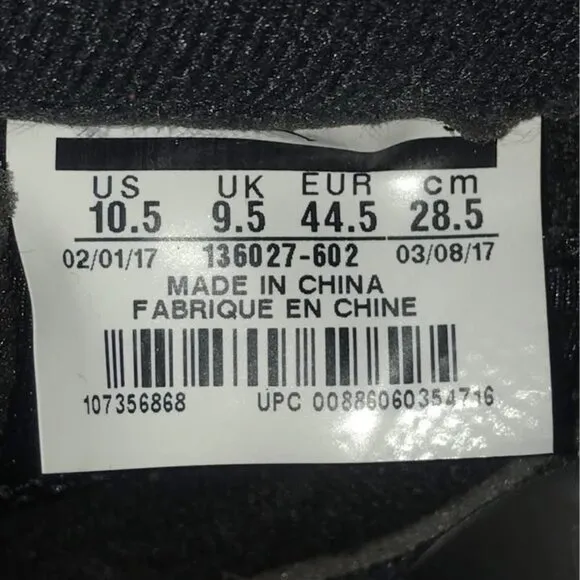 US UK EUR cm
10.5 9.5 44.5 28.5
02/01/17 136027-602 03/08/17
MADE IN CHINA
FABRIQUE EN CHINE
107356868 UPC 00886060354716